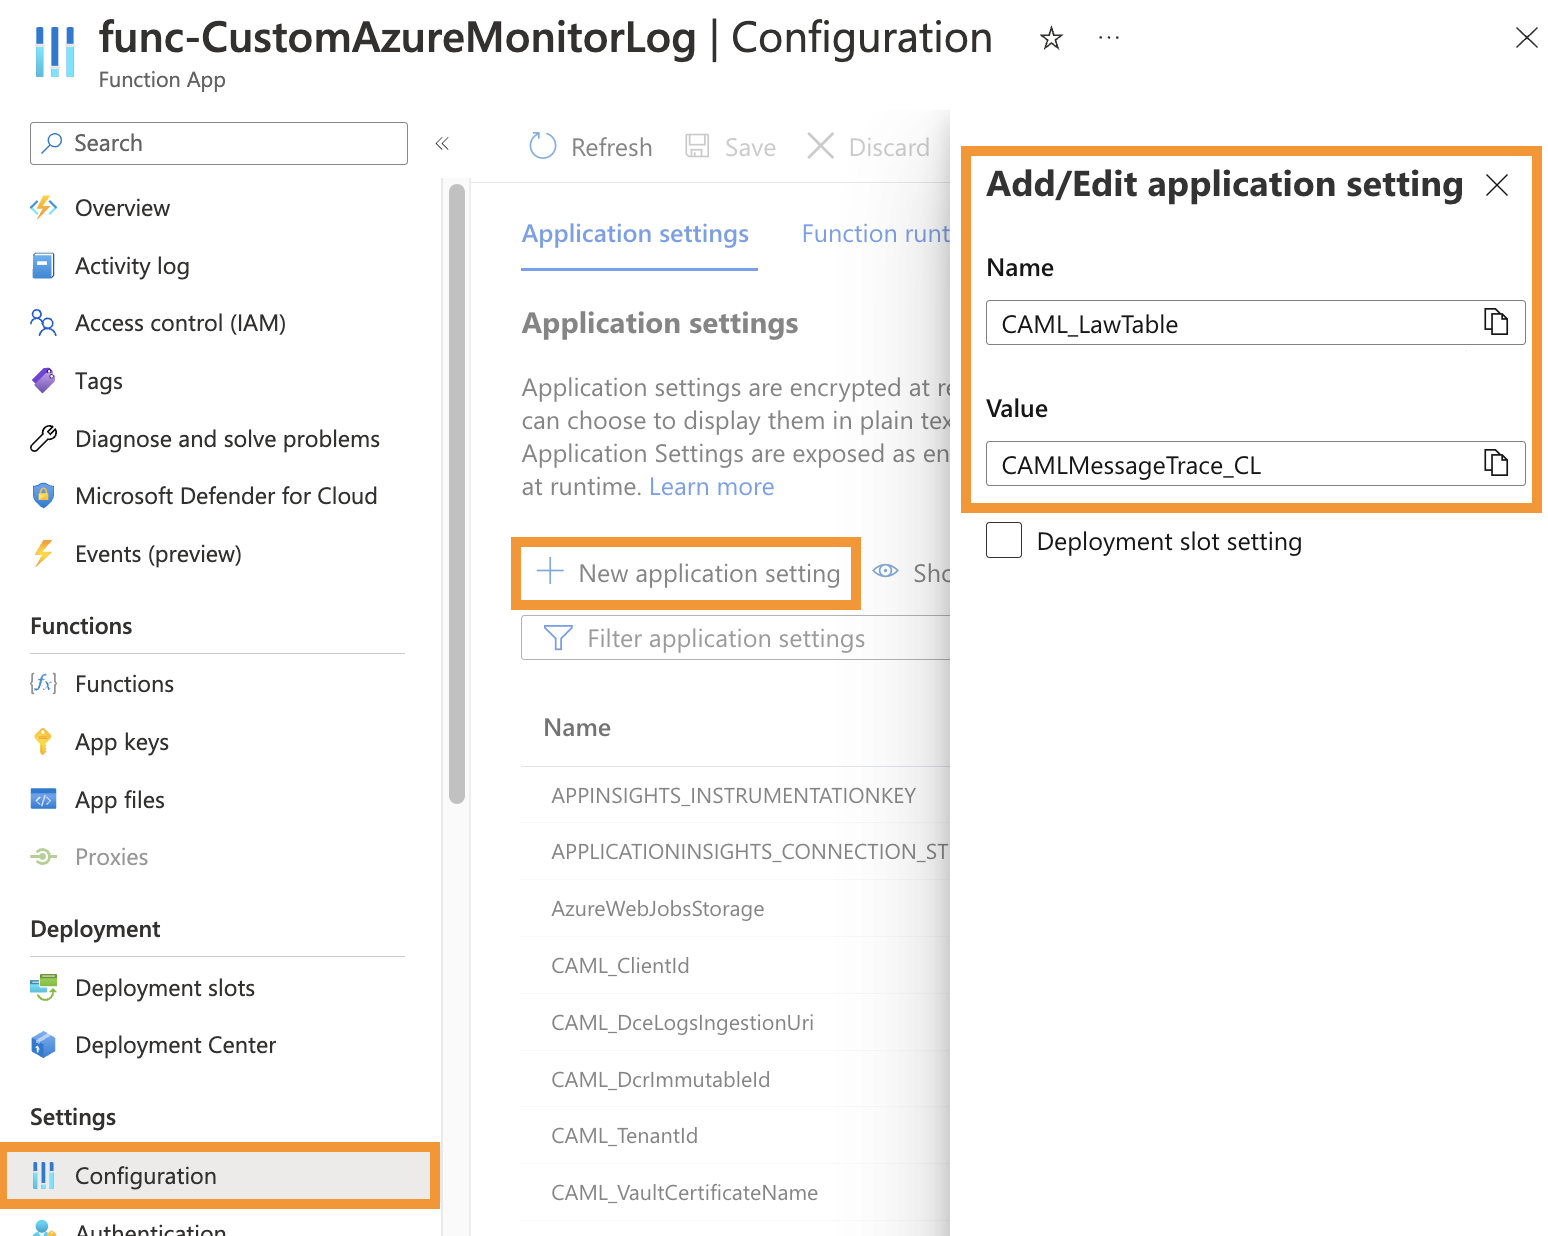 func-CustomAzureMonitorLog | Configuration
Function App
Search
Overview
Activity log
Access control (IAM)
Tags
Diagnose and solve problems
Microsoft Defender for Cloud
Events (preview)
Functions
Functions
App keys
App files
Proxies
Deployment
Deployment slots
Deployment Center
Settings
Configuration
Authentication
Refresh
Save
Discard
Application settings
Function runt
Application settings
Application settings are encrypted at re
can choose to display them in plain tex
Application Settings are exposed as en
at runtime. Learn more
New application setting
Sho
Filter application settings
Name
APPINSIGHTS_INSTRUMENTATIONKEY
APPLICATIONINSIGHTS_CONNECTION_ST
AzureWebJobsStorage
CAML_ClientId
CAML_DceLogsIngestionUri
CAML_DcrImmutableId
CAML_TenantId
CAML_VaultCertificateName
Add/Edit application setting
Name
CAML_LawTable
Value
CAMLMessageTrace_CL
Deployment slot setting